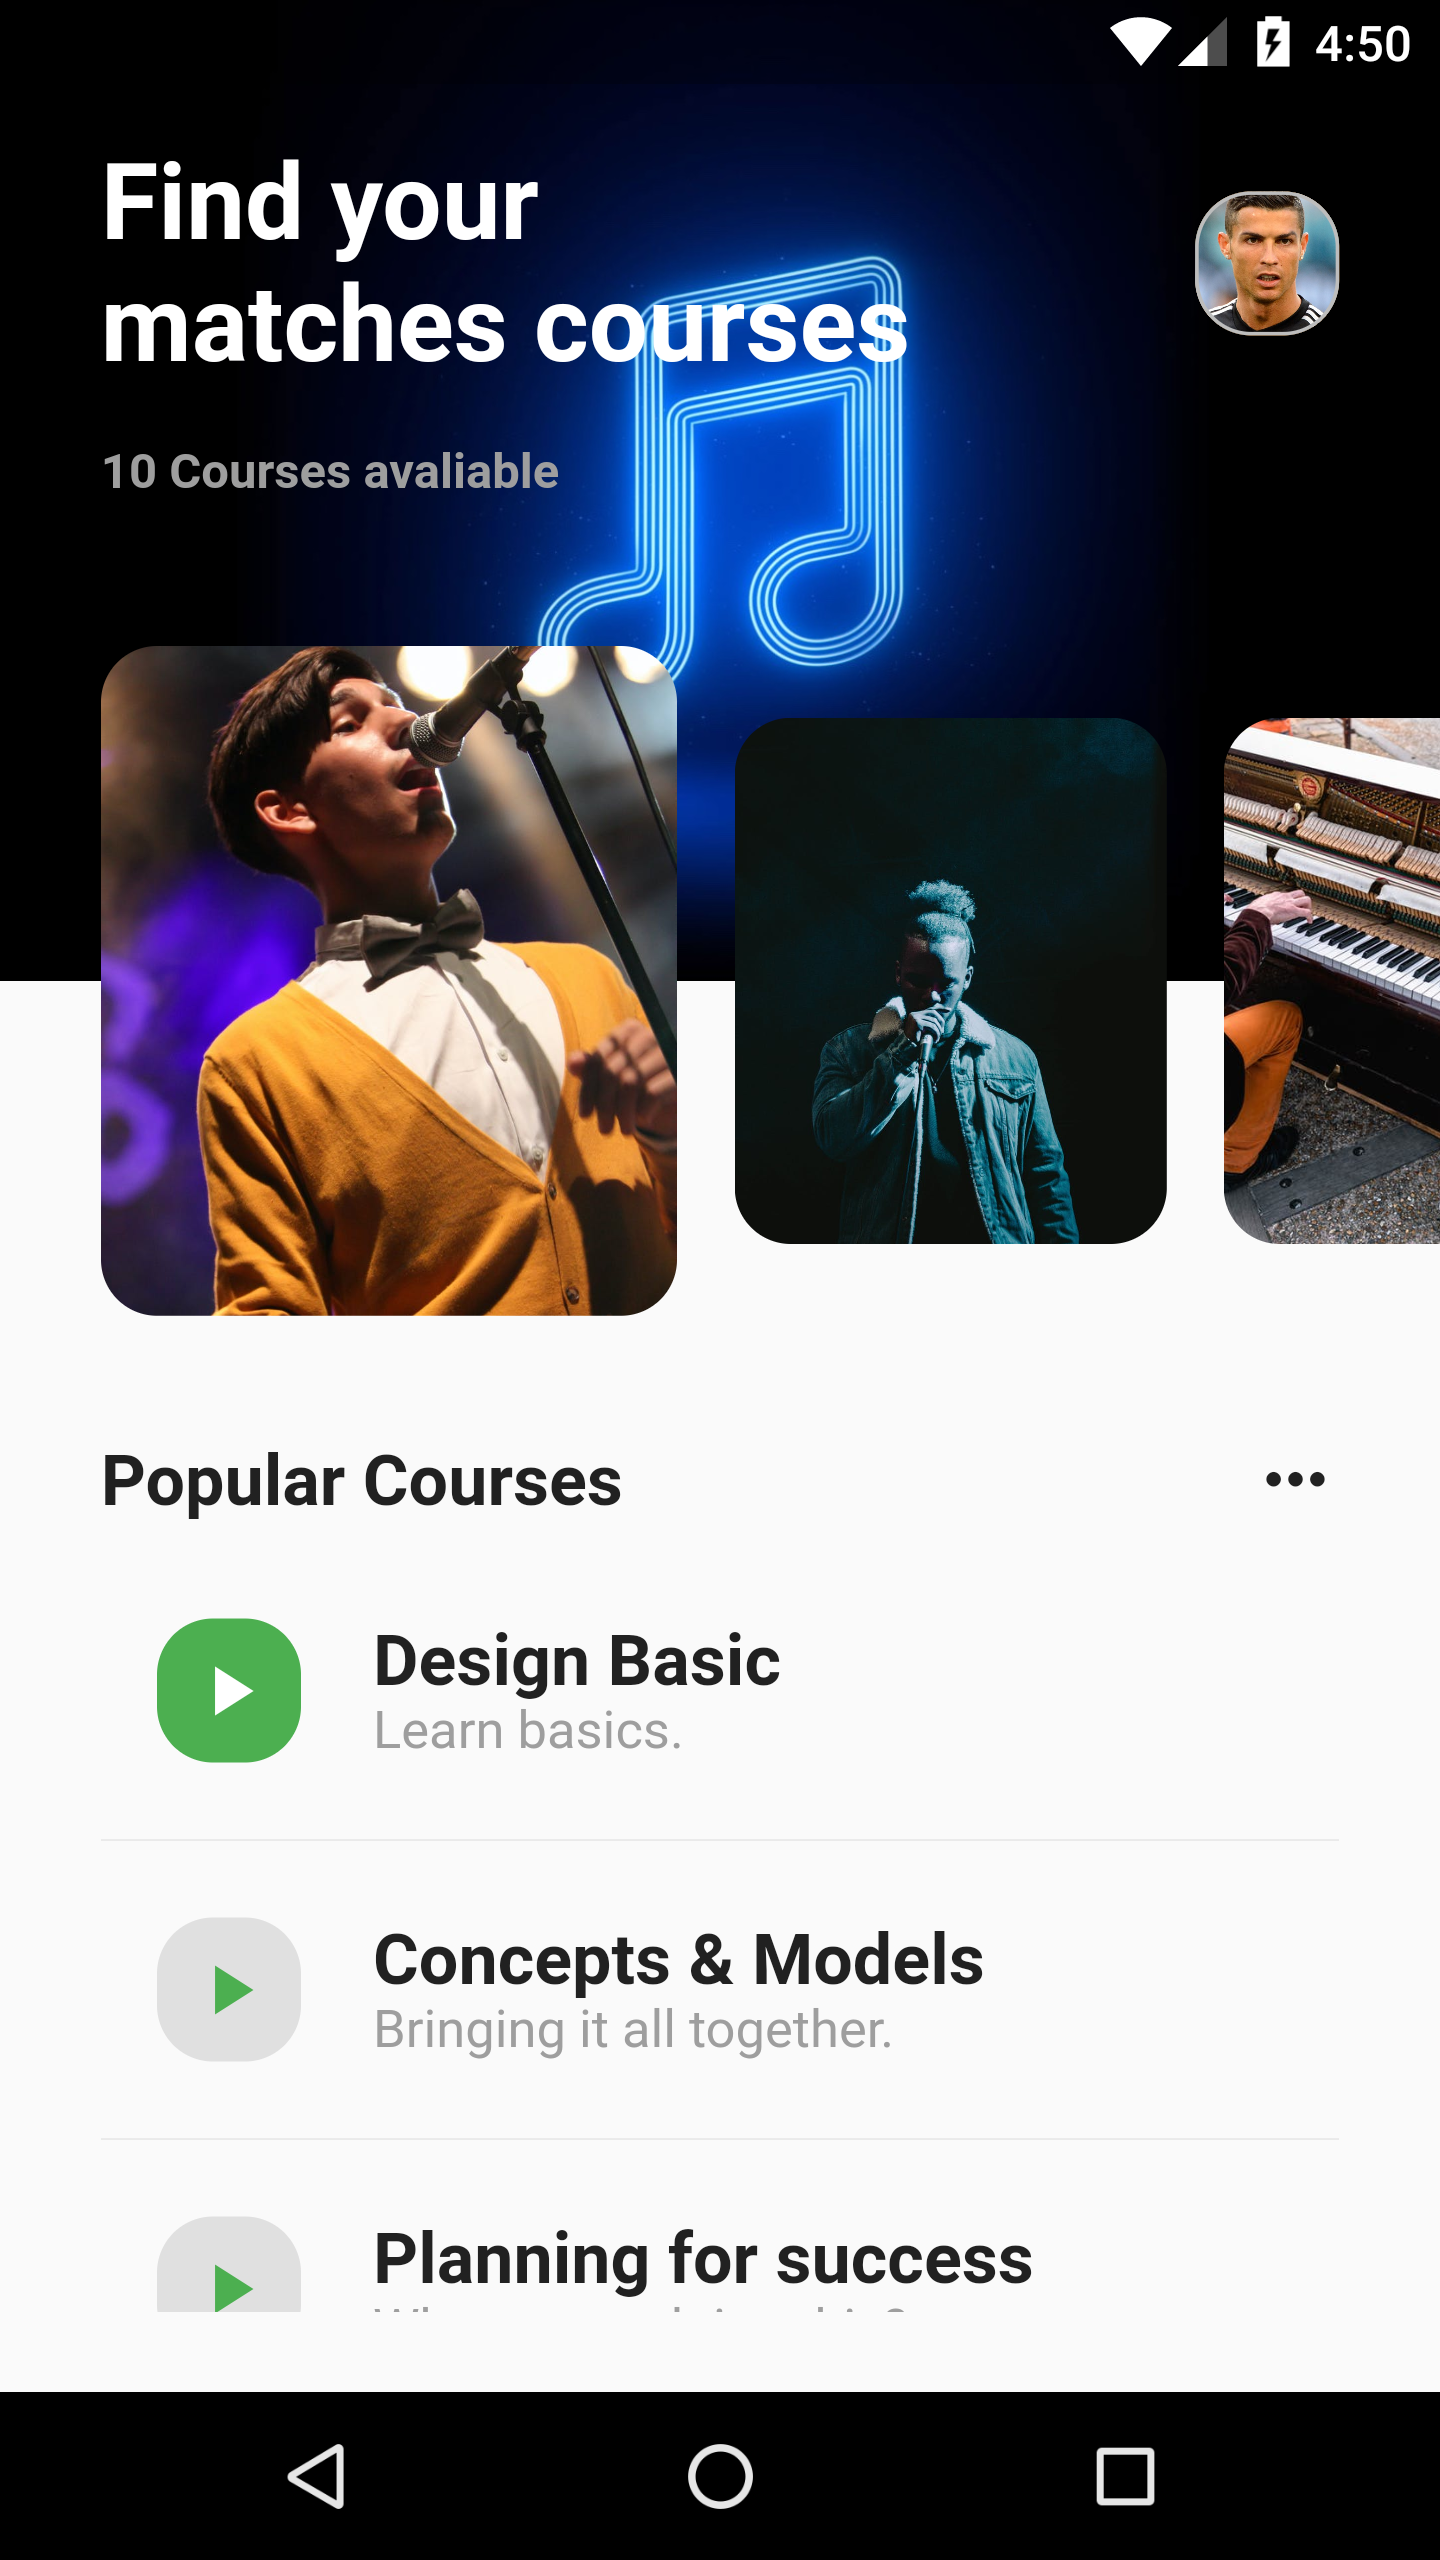 4:50
Find your
matches courses
10 Courses avaliable
Popular Courses
Design Basic
Learn basics.
Concepts & Models
Bringing it all together.
Planning for success